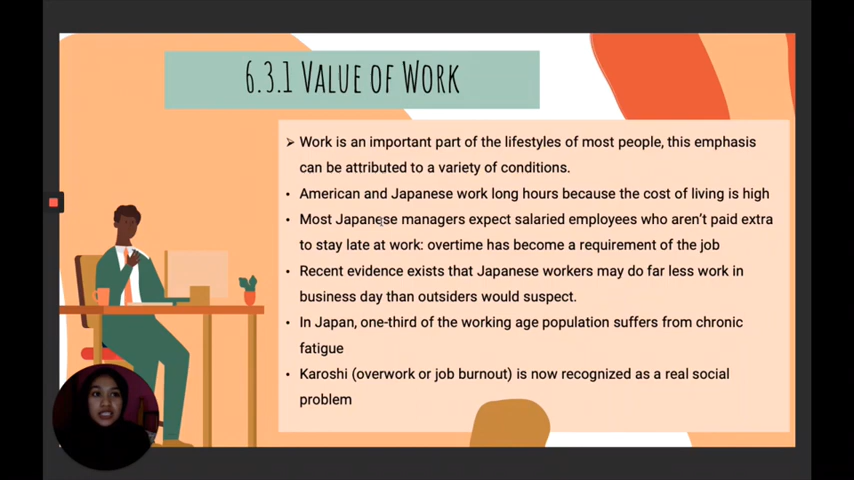 6.3.1 Value of Work
➢ Work is an important part of the lifestyles of most people, this emphasis
can be attributed to a variety of conditions.
• American and Japanese work long hours because the cost of living is high
• Most Japanese managers expect salaried employees who aren't paid extra
to stay late at work: overtime has become a requirement of the job
• Recent evidence exists that Japanese workers may do far less work in
business day than outsiders would suspect.
• In Japan, one-third of the working age population suffers from chronic
fatigue
• Karoshi (overwork or job burnout) is now recognized as a real social
problem